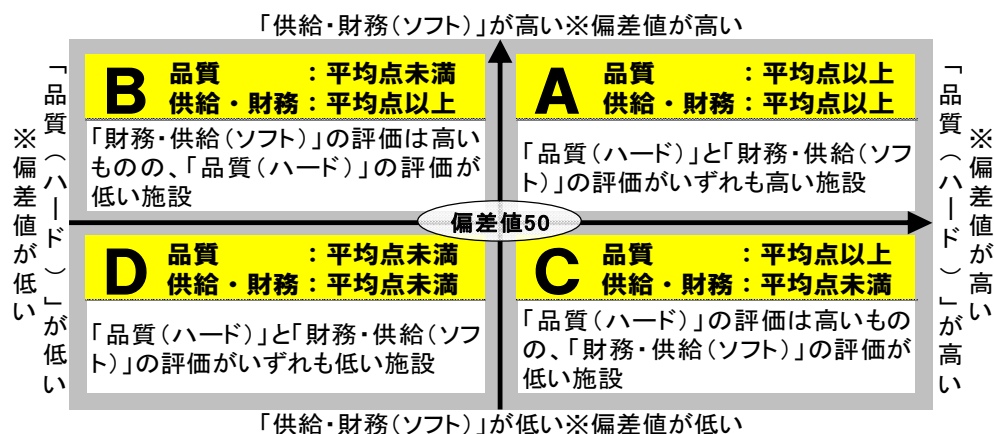 「供給・財務(ソフト)」が高い※偏差値が高い
「品質(ハード)」が低い
※偏差値が低い
B
品質　　　：平均点未満
供給・財務：平均点以上
「財務・供給(ソフト)」の評価は高い
ものの、「品質(ハード)」の評価が
低い施設
A
品質　　　：平均点以上
供給・財務：平均点以上
「品質(ハード)」と「財務・供給(ソフ
ト)」の評価がいずれも高い施設
「品質(ハード)」が高い
※偏差値が高い
偏差値50
D
品質　　　：平均点未満
供給・財務：平均点未満
「品質(ハード)」と「財務・供給(ソフ
ト)」の評価がいずれも低い施設
C
品質　　　：平均点以上
供給・財務：平均点未満
「品質(ハード)」の評価は高いもの
の、「財務・供給(ソフト)」の評価が
低い施設
「供給・財務(ソフト)」が低い※偏差値が低い